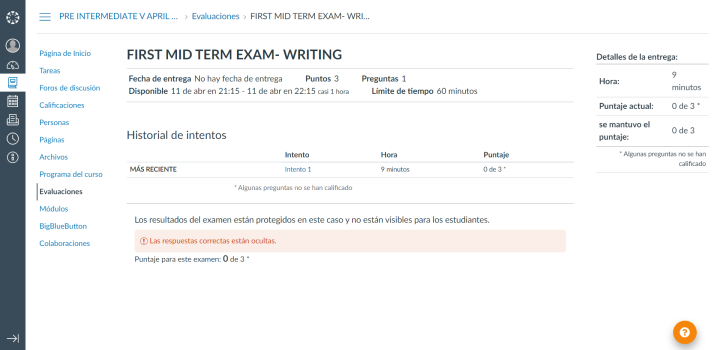 PRE INTERMEDIATE V APRIL ... › Evaluaciones › FIRST MID TERM EXAM- WRI...
Página de Inicio
Tareas
Foros de discusión
Calificaciones
Personas
Páginas
Archivos
Programa del curso
Evaluaciones
Módulos
BigBlueButton
Colaboraciones
FIRST MID TERM EXAM- WRITING
Fecha de entrega No hay fecha de entrega Puntos 3 Preguntas 1
Disponible 11 de abr en 21:15 - 11 de abr en 22:15 casi 1 hora Límite de tiempo 60 minutos
Historial de intentos
Intento Hora Puntaje
MÁS RECIENTE Intento 1 9 minutos 0 de 3 *
* Algunas preguntas no se han calificado
Los resultados del examen están protegidos en este caso y no están visibles para los estudiantes.
Las respuestas correctas están ocultas.
Puntaje para este examen: 0 de 3 *
Detalles de la entrega:
Hora: 9 minutos
Puntaje actual: 0 de 3 *
se mantuvo el puntaje: 0 de 3
* Algunas preguntas no se han
calificado